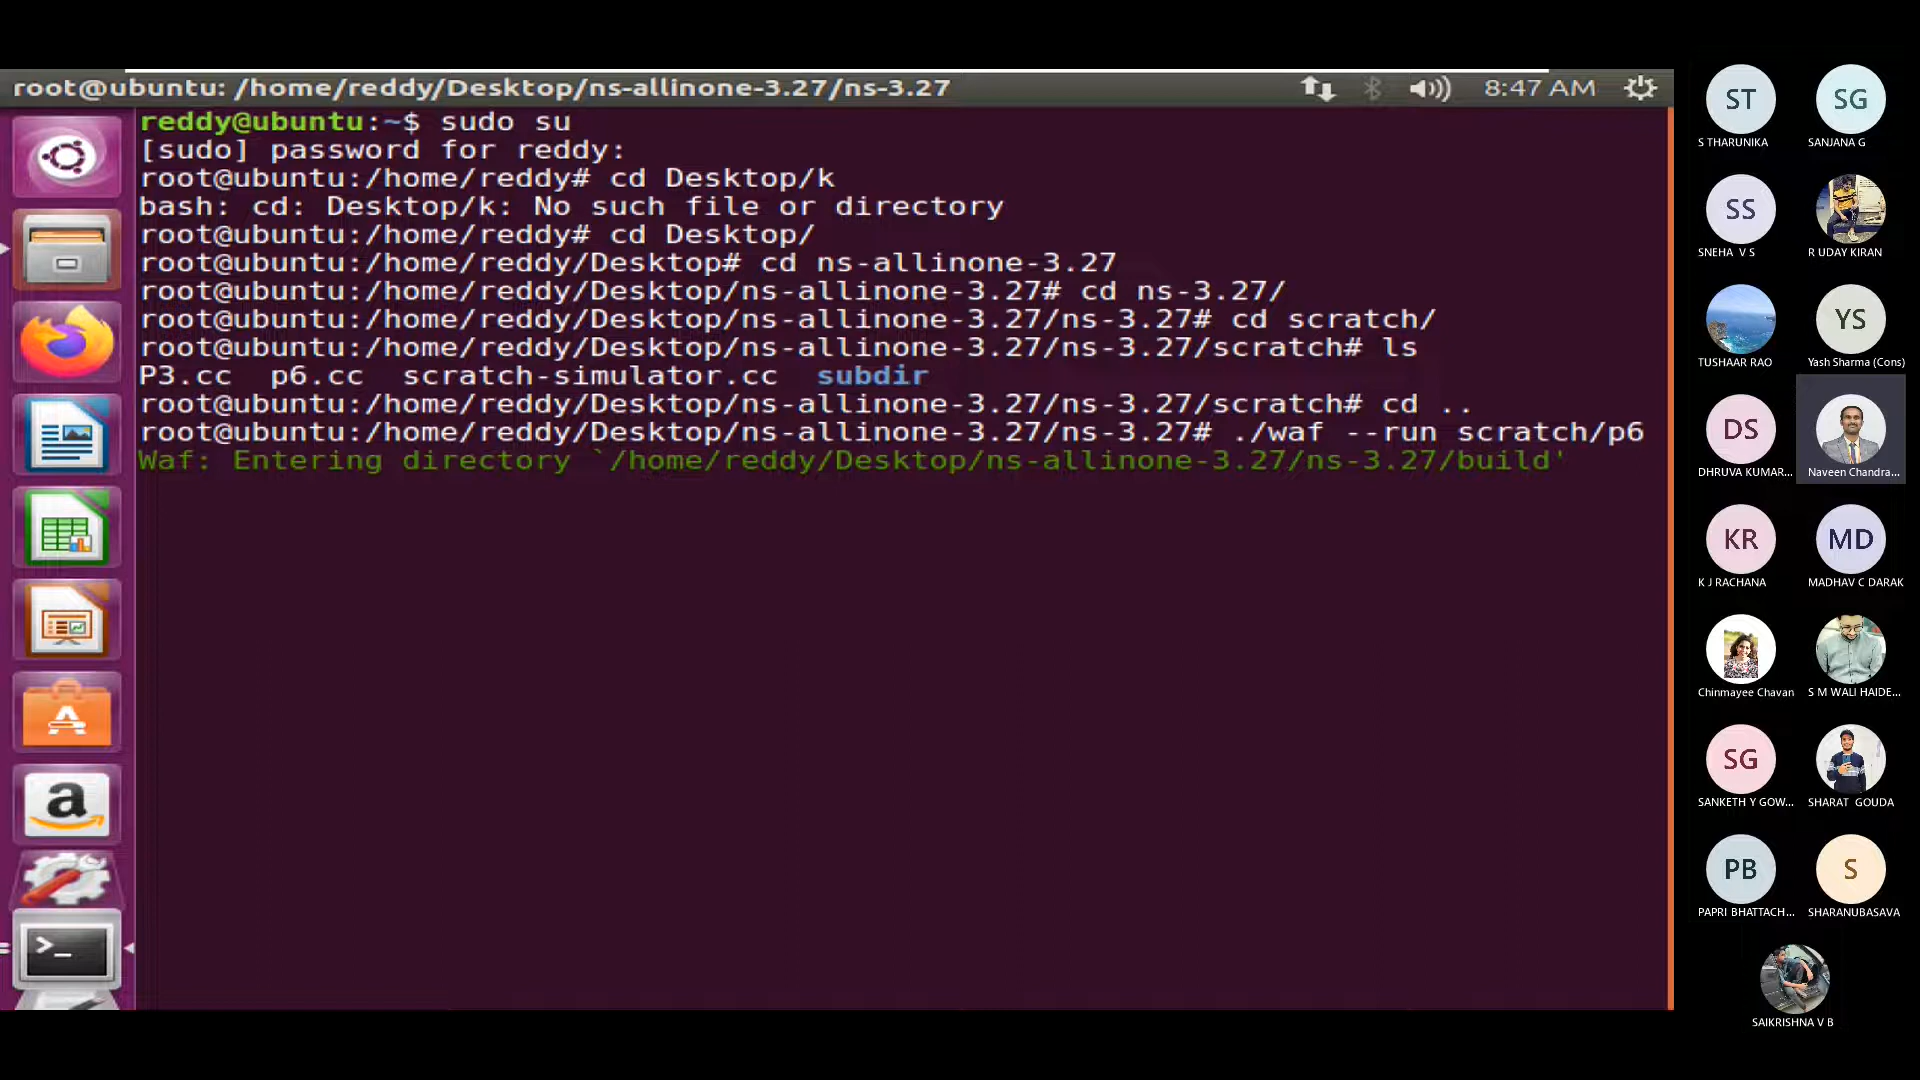 root@ubuntu: /home/reddy/Desktop/ns-allinone-3.27/ns-3.27
8:47 AM
reddy@ubuntu:~$ sudo su
[sudo] password for reddy:
root@ubuntu:/home/reddy# cd Desktop/k
bash: cd: Desktop/k: No such file or directory
root@ubuntu:/home/reddy# cd Desktop/
root@ubuntu:/home/reddy/Desktop# cd ns-allinone-3.27
root@ubuntu:/home/reddy/Desktop/ns-allinone-3.27# cd ns-3.27/
root@ubuntu:/home/reddy/Desktop/ns-allinone-3.27/ns-3.27# cd scratch/
root@ubuntu:/home/reddy/Desktop/ns-allinone-3.27/ns-3.27/scratch# ls
P3.cc  p6.cc  scratch-simulator.cc  subdir
root@ubuntu:/home/reddy/Desktop/ns-allinone-3.27/ns-3.27/scratch# cd ..
root@ubuntu:/home/reddy/Desktop/ns-allinone-3.27/ns-3.27# ./waf --run scratch/p6
Waf: Entering directory `/home/reddy/Desktop/ns-allinone-3.27/ns-3.27/build'
ST SG
S THARUNIKA SANJANA G
SS
SNEHA V S R UDAY KIRAN
YS
TUSHAAR RAO Yash Sharma (Cons)
DS
DHRUVA KUMAR... Naveen Chandra...
KR MD
K J RACHANA MADHAV C DARAK
Chinmayee Chavan S M WALI HAIDE...
SG
SANKETH Y GOW... SHARAT GOUDA
PB S
PAPRI BHATTACH... SHARANUBASAVA
SAIKRISHNA V B